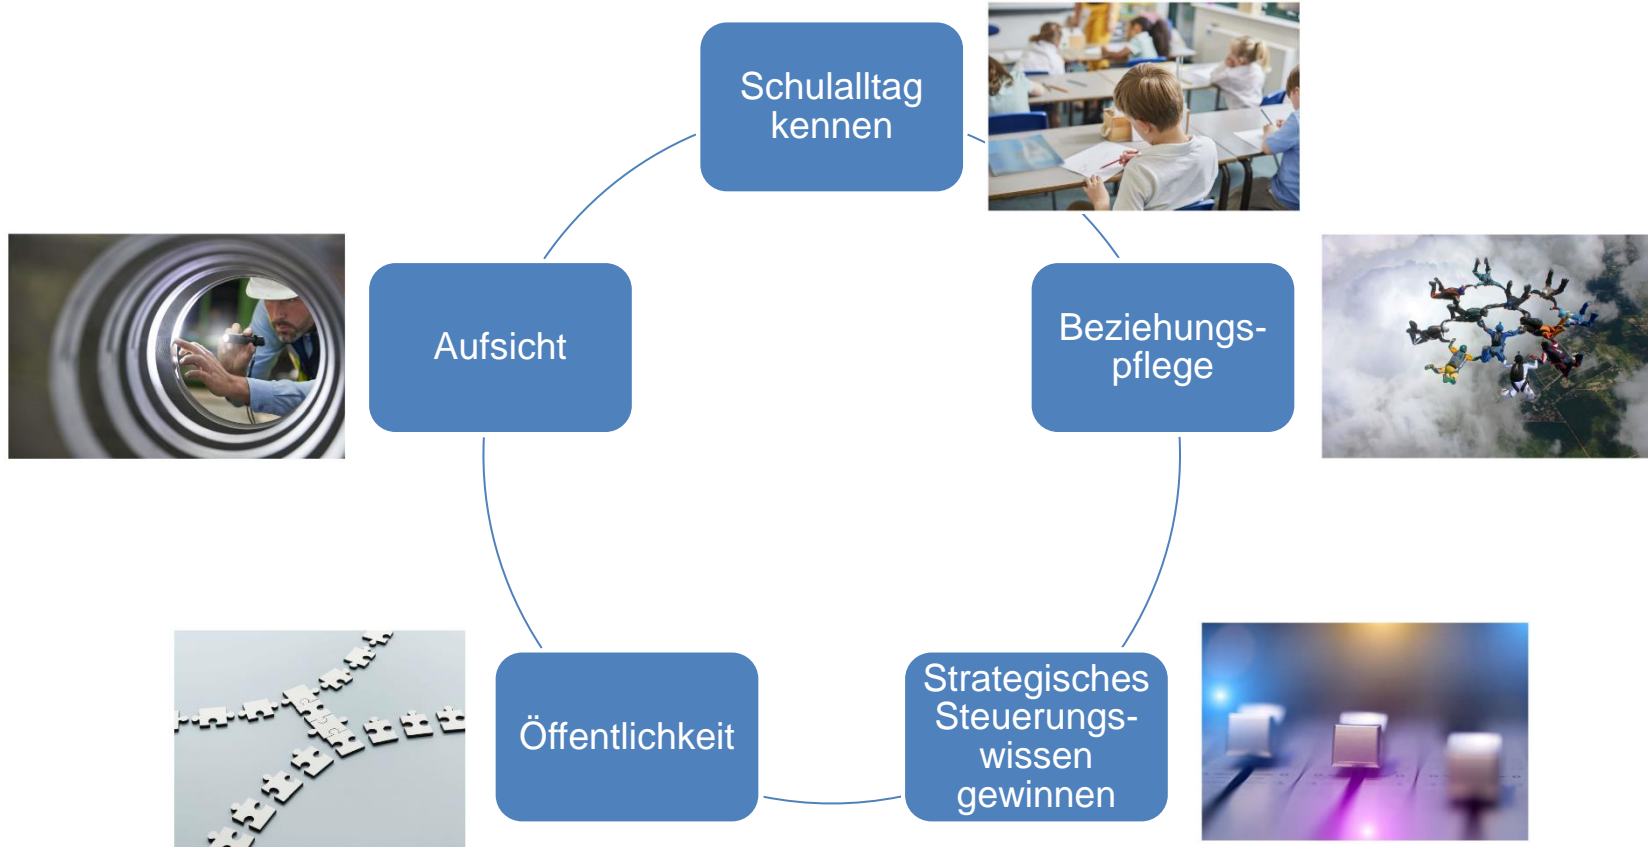 Schulalltag
kennen
Beziehungs-
pflege
Strategisches
Steuerungs-
wissen
gewinnen
Öffentlichkeit
Aufsicht